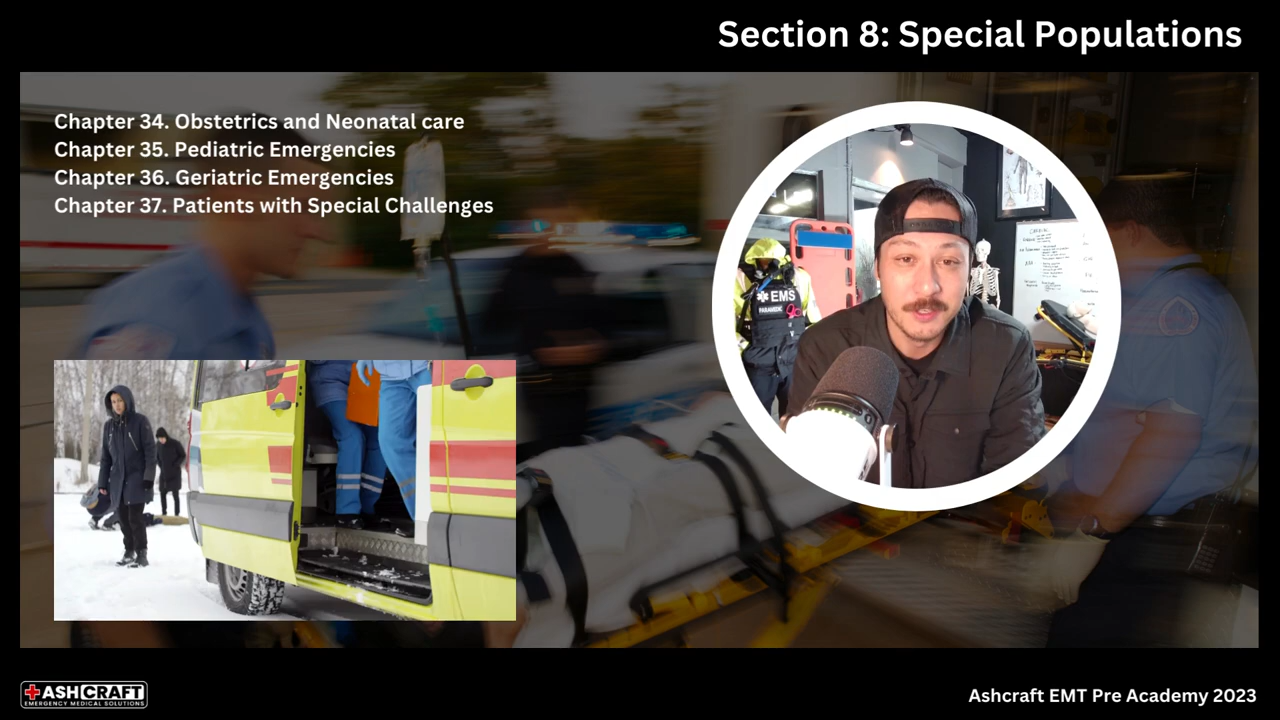 Section 8: Special Populations
Chapter 34. Obstetrics and Neonatal care
Chapter 35. Pediatric Emergencies
Chapter 36. Geriatric Emergencies
Chapter 37. Patients with Special Challenges
EMS
PARAMEDIC
ASHCRAFT
EMERGENCY MEDICAL SOLUTIONS
Ashcraft EMT Pre Academy 2023